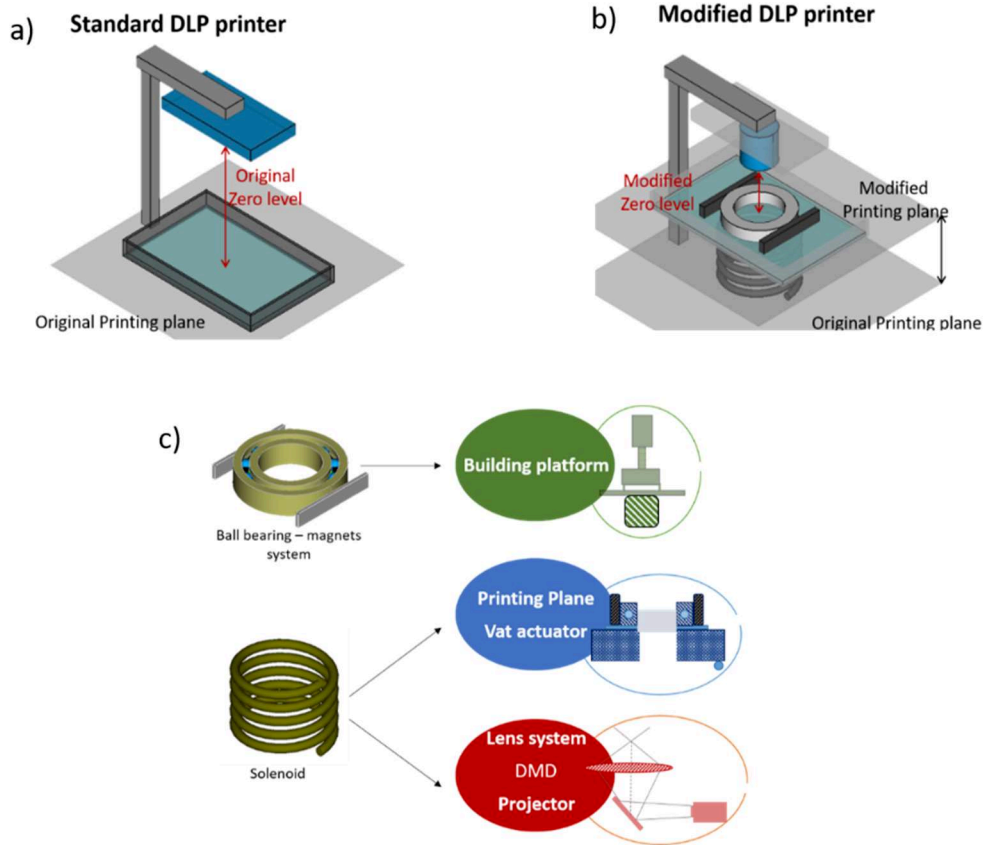 a)
Standard DLP printer
Original
Zero level
Original Printing plane
b)
Modified DLP printer
Modified
Zero level
Modified
Printing plane
Original Printing plane
c)
Ball bearing – magnets
system
Building platform
Printing Plane
Vat actuator
Solenoid
Lens system
DMD
Projector